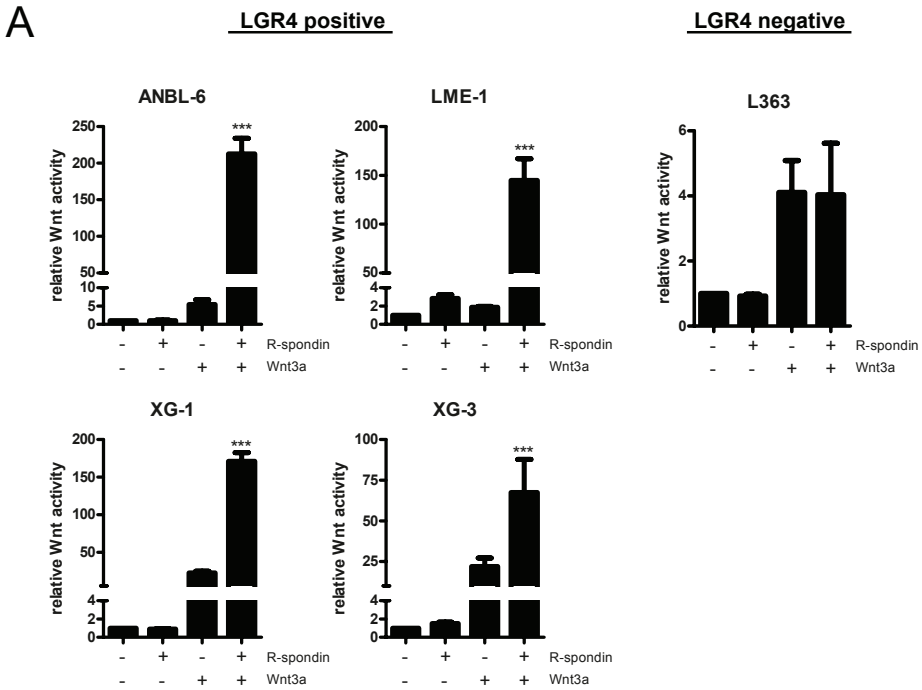 A
LGR4 positive
LGR4 negative
ANBL-6
relative Wnt activity
250
200
150
100
50
10
5
0
- + - + R-spondin
- - + + Wnt3a
***
LME-1
relative Wnt activity
200
150
100
50
4
2
0
- + - + R-spondin
- - + + Wnt3a
***
L363
relative Wnt activity
6
4
2
0
- + - + R-spondin
- - + + Wnt3a
XG-1
relative Wnt activity
200
150
100
50
4
2
0
- + - + R-spondin
- - + + Wnt3a
***
XG-3
relative Wnt activity
100
75
50
25
4
2
0
- + - + R-spondin
- - + + Wnt3a
***